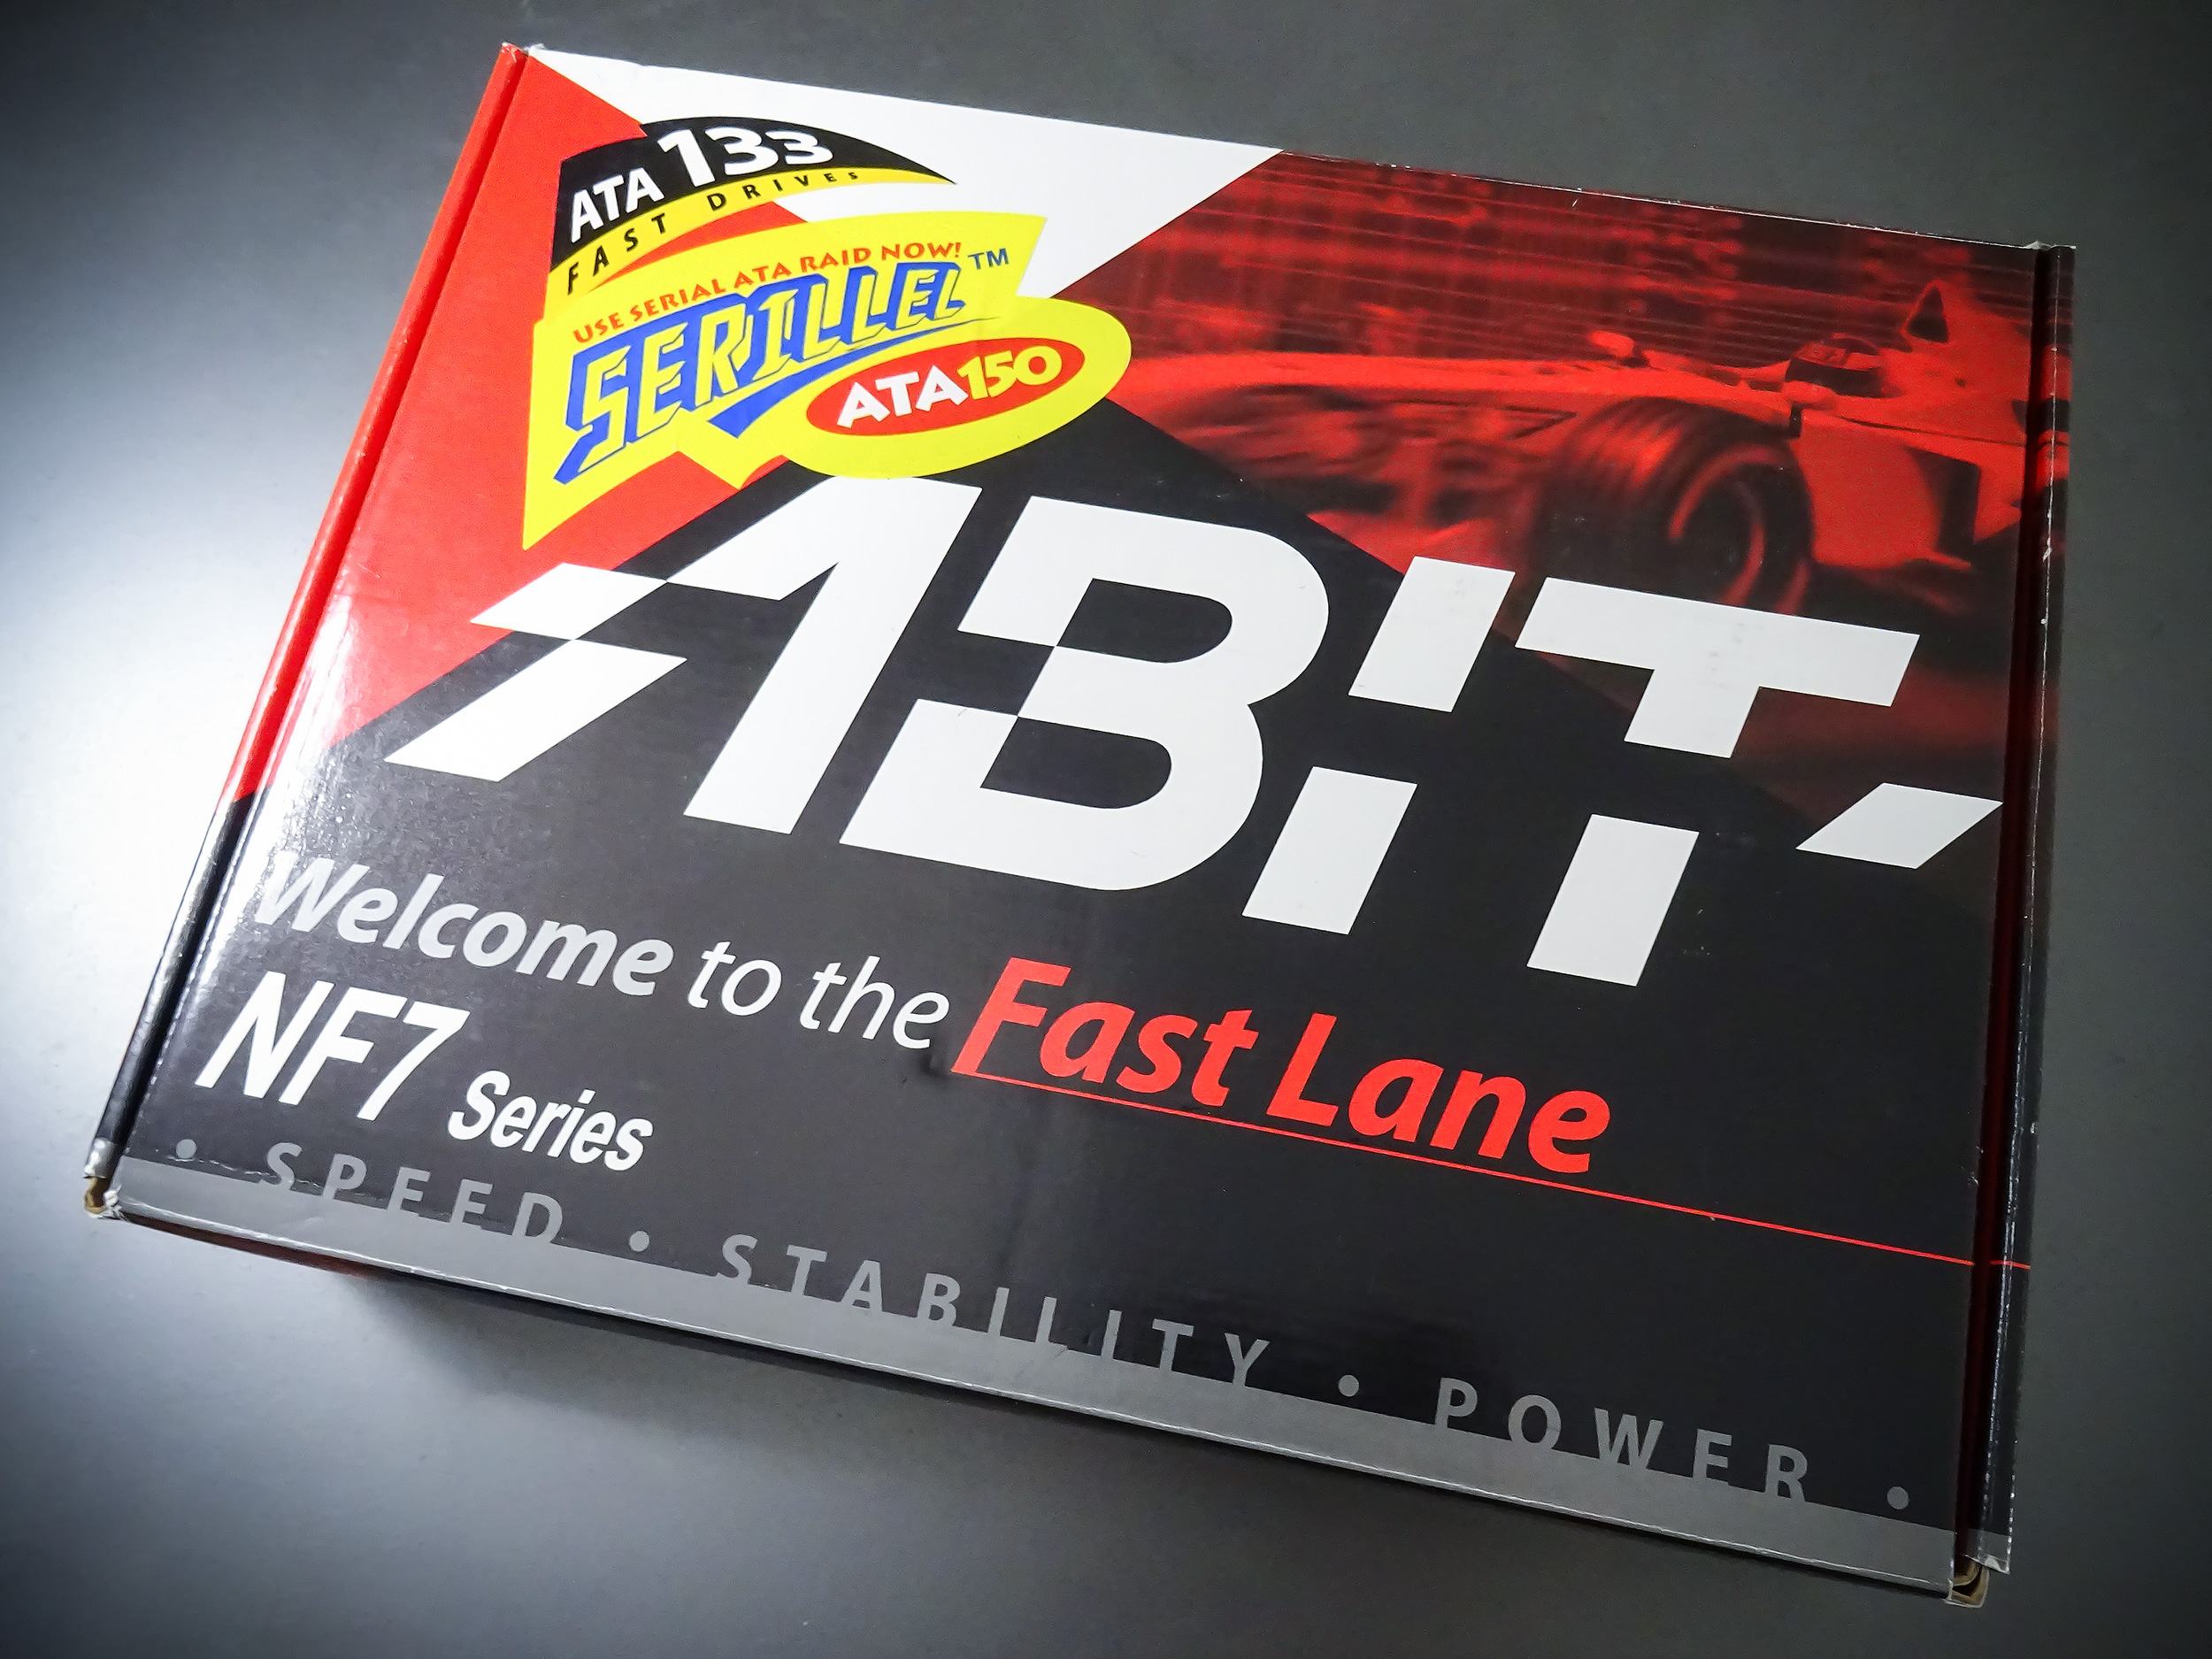 ATA 133
FAST DRIVES
USE SERIAL ATA RAID NOW!
SERILLEL™
ATA150
ABIT
Welcome to the Fast Lane
NF7 Series
• SPEED • STABILITY • POWER •